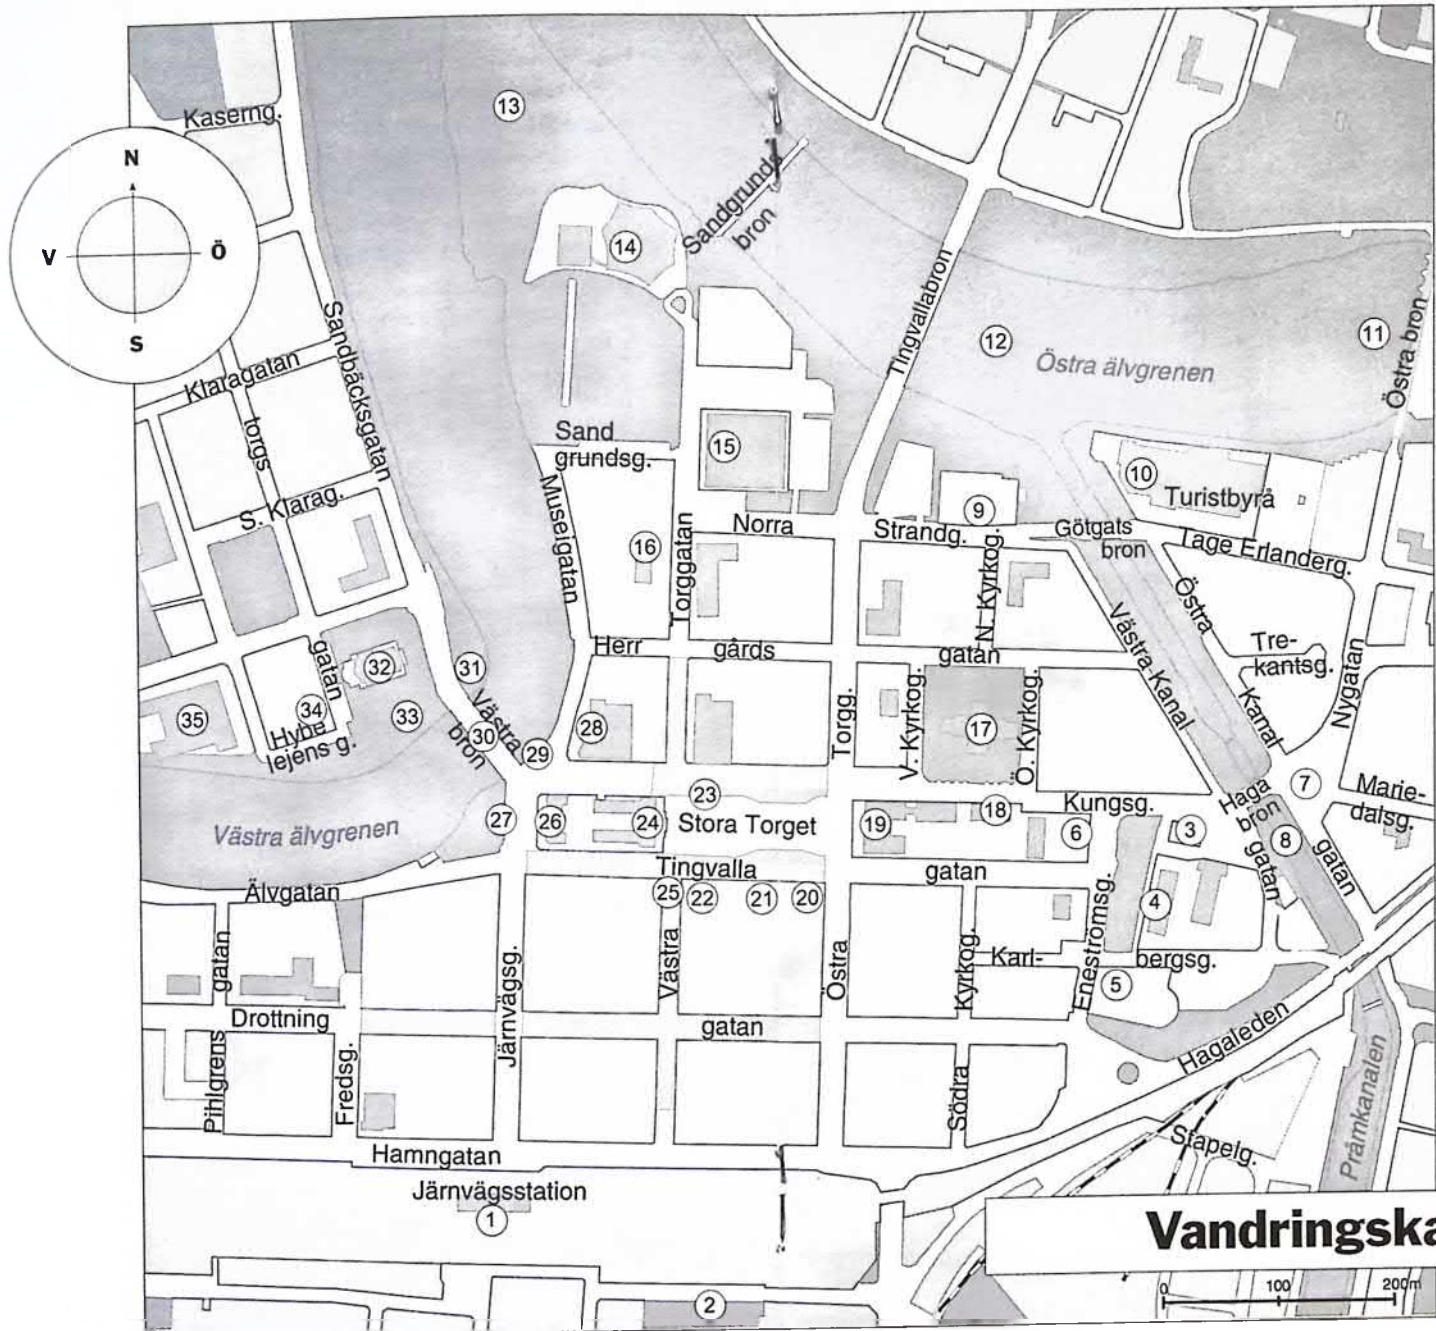 13
Kaserng.
N
V
Ö
S
Sandgrunds
bron
14
Tingvallabron
12
11
Östra älvgrenen
Östra bron
Sandbäcksgatan
Klaragatan
torgs
S. Klarag.
Sand
grundsg.
15
10
Turistbyrå
Museigatan
16
Torggatan
Norra
Strandg.
9
N. Kyrkog.
Götgats
bron
Tage Erlanderg.
Herr
gårds
gatan
Västra Kanal
gatan
Östra
Kanal
gatan
Tre-
kantsg.
Nygatan
32
31
gatan
35
34
33
Hybe
lejens g.
30
Västra
bron
29
28
Torgg.
V. Kyrkog.
17
Ö. Kyrkog.
7
Marie-
dalsg.
Haga
bron
Kungsg.
23
18
27
26
24
Stora Torget
19
6
3
8
Västra älvgrenen
Tingvalla
gatan
Älvgatan
25
22
21
20
4
Järnvägsg.
Västra
Östra
Kyrkog.
Södra
Karl-
bergsg.
Eneströmsg.
5
gatan
Pihlgrens
Drottning
gatan
Fredsg.
Hagaleden
Pråmkanalen
Hamngatan
Stapelg.
Järnvägsstation
1
2
Vandringska
0 100 200m